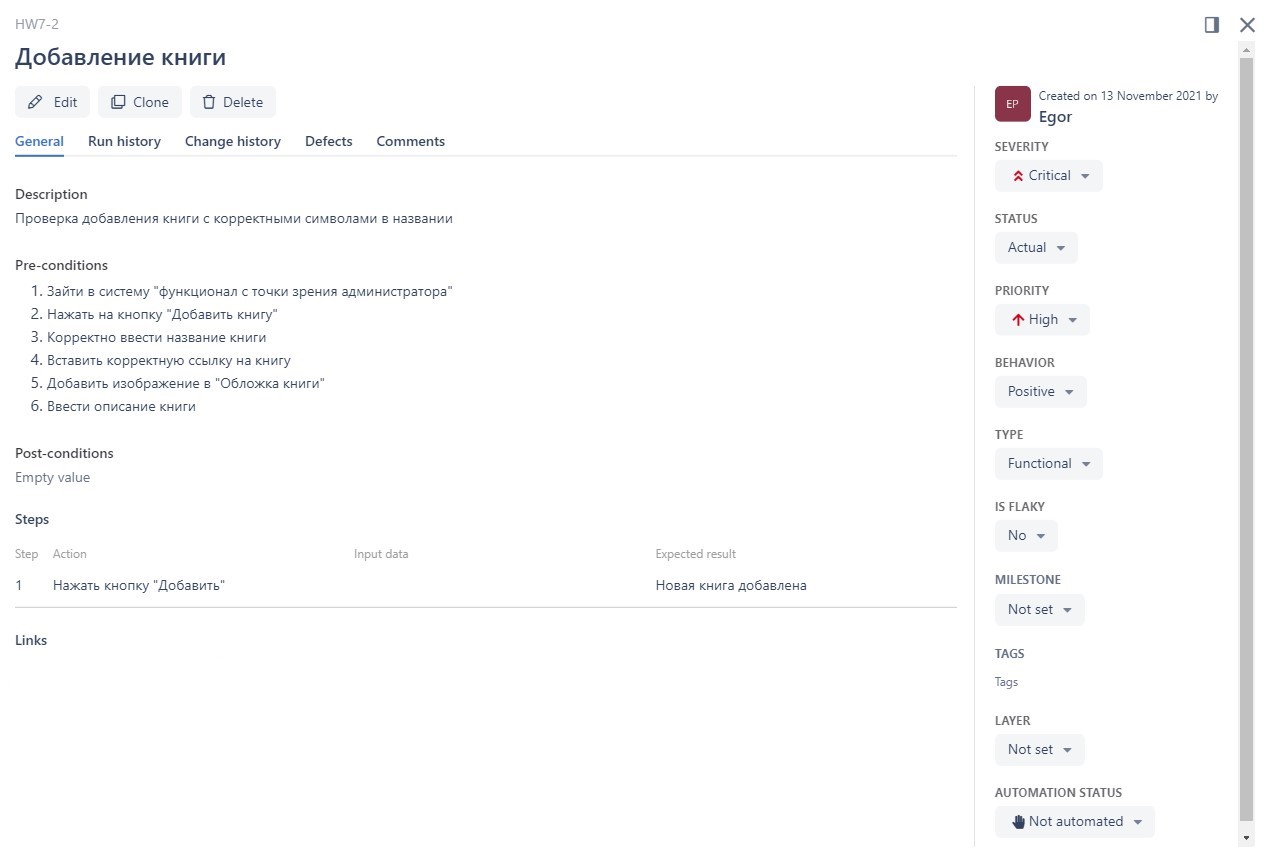 HW7-2
Добавление книги
Edit Clone Delete
General Run history Change history Defects Comments
Description
Проверка добавления книги с корректными символами в названии
Pre-conditions
1. Зайти в систему "функционал с точки зрения администратора"
2. Нажать на кнопку "Добавить книгу"
3. Корректно ввести название книги
4. Вставить корректную ссылку на книгу
5. Добавить изображение в "Обложка книги"
6. Ввести описание книги
Post-conditions
Empty value
Steps
Step Action Input data Expected result
1 Нажать кнопку "Добавить" Новая книга добавлена
Links
EP
Created on 13 November 2021 by
Egor
SEVERITY
Critical
STATUS
Actual
PRIORITY
High
BEHAVIOR
Positive
TYPE
Functional
IS FLAKY
No
MILESTONE
Not set
TAGS
Tags
LAYER
Not set
AUTOMATION STATUS
Not automated